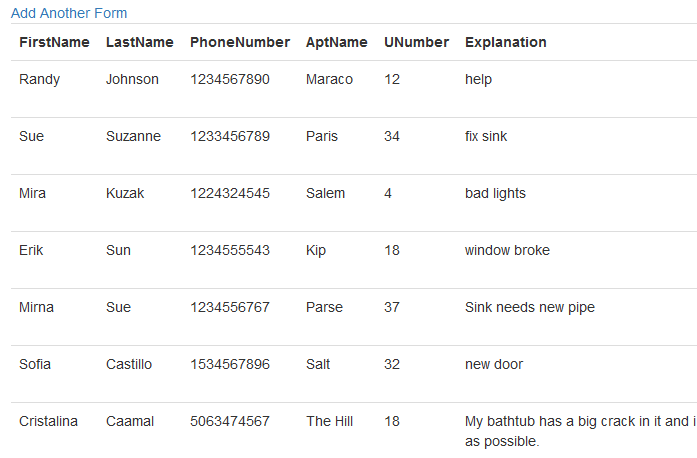 Add Another Form
FirstName LastName PhoneNumber AptName UNumber Explanation
Randy Johnson 1234567890 Maraco 12 help
Sue Suzanne 1233456789 Paris 34 fix sink
Mira Kuzak 1224324545 Salem 4 bad lights
Erik Sun 1234555543 Kip 18 window broke
Mirna Sue 1234556767 Parse 37 Sink needs new pipe
Sofia Castillo 1534567896 Salt 32 new door
Cristalina Caamal 5063474567 The Hill 18 My bathtub has a big crack in it and
as possible.